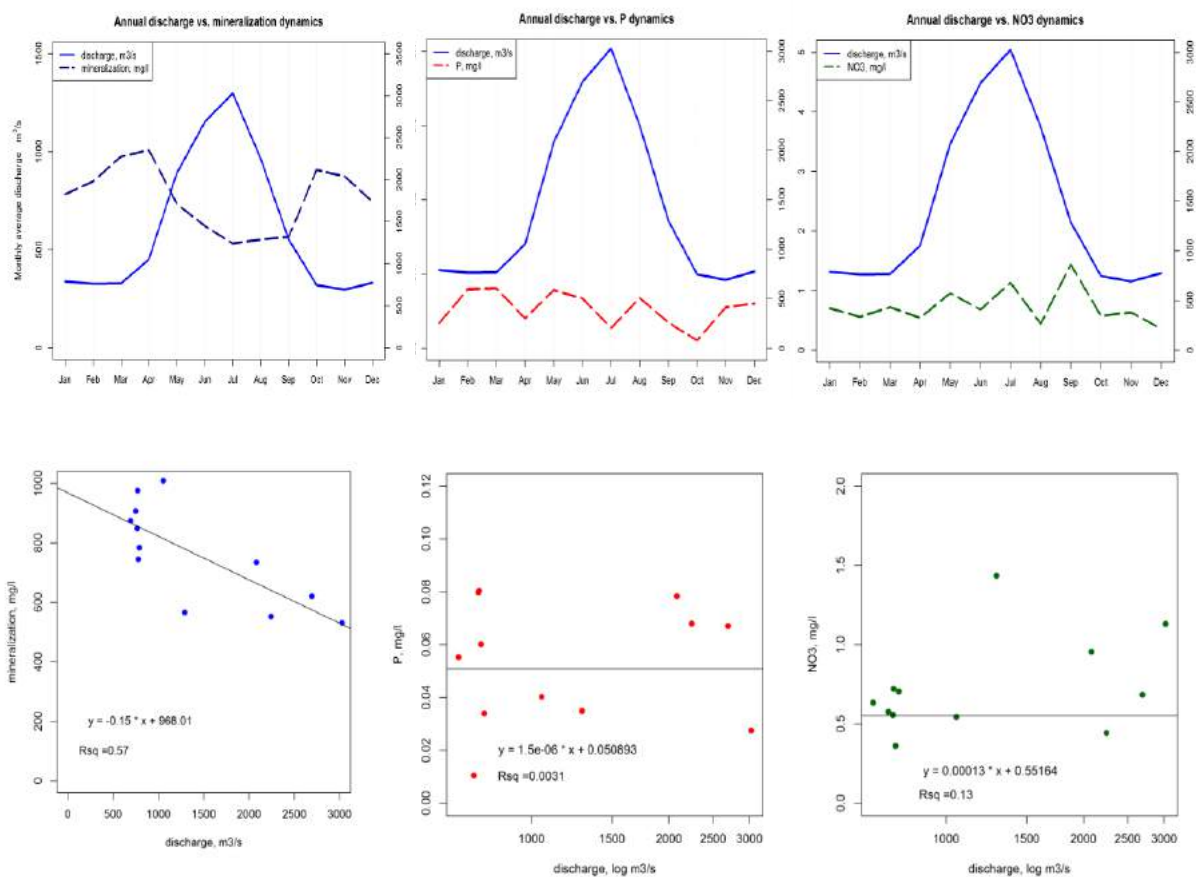 Annual discharge vs. mineralization dynamics
discharge, m3/s
mineralization, mg/l
Monthly average discharge m³/s
0 500 1000 1500
0 500 1000 1500 2000 2500 3000 3500
Jan Feb Mar Apr May Jun Jul Aug Sep Oct Nov Dec
Annual discharge vs. P dynamics
discharge, m3/s
P, mg/l
0 500 1000 1500 2000 2500 3000
Jan Feb Mar Apr May Jun Jul Aug Sep Oct Nov Dec
Annual discharge vs. NO3 dynamics
discharge, m3/s
NO3, mg/l
0 1 2 3 4 5
0 500 1000 1500 2000 2500 3000
Jan Feb Mar Apr May Jun Jul Aug Sep Oct Nov Dec
mineralization, mg/l
0 200 400 600 800 1000
y = -0.15 * x + 968.01
Rsq =0.57
0 500 1000 1500 2000 2500 3000
discharge, m3/s
P, mg/l
0.00 0.02 0.04 0.06 0.08 0.10 0.12
y = 1.5e-06 * x + 0.050893
Rsq =0.0031
1000 1500 2000 2500 3000
discharge, log m3/s
NO3, mg/l
0.0 0.5 1.0 1.5 2.0
y = 0.00013 * x + 0.55164
Rsq =0.13
1000 1500 2000 2500 3000
discharge, log m3/s